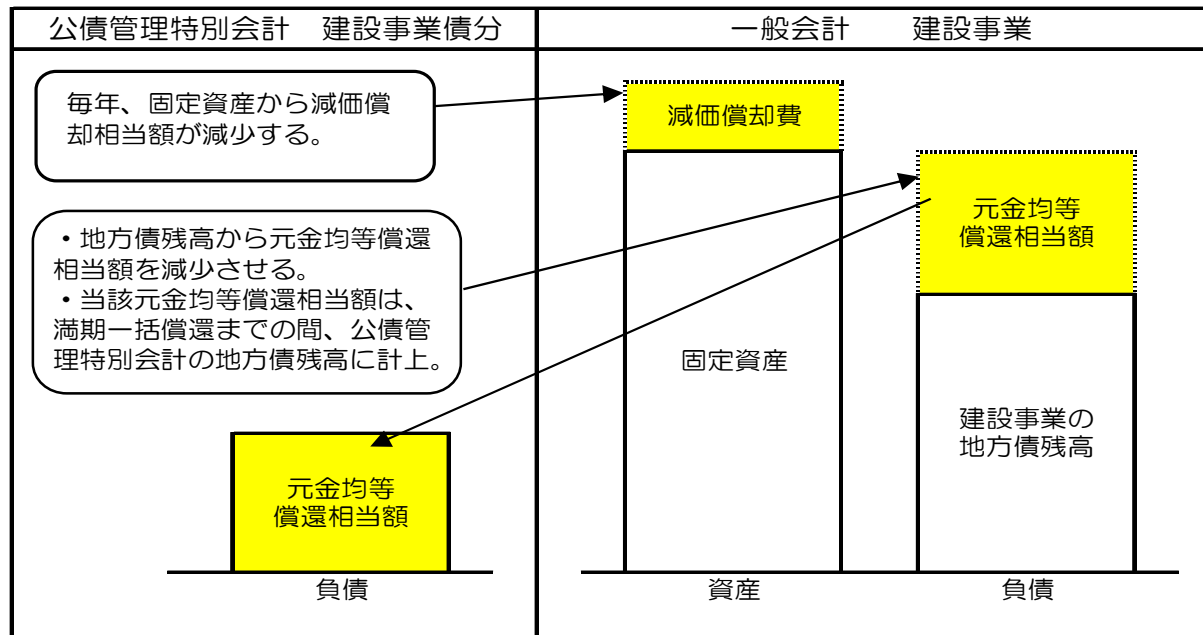 公債管理特別会計　建設事業債分
一般会計　　建設事業
毎年、固定資産から減価償
却相当額が減少する。
・地方債残高から元金均等償還
相当額を減少させる。
・当該元金均等償還相当額は、
満期一括償還までの間、公債管
理特別会計の地方債残高に計上。
元金均等
償還相当額
負債
減価償却費
固定資産
資産
元金均等
償還相当額
建設事業の
地方債残高
負債